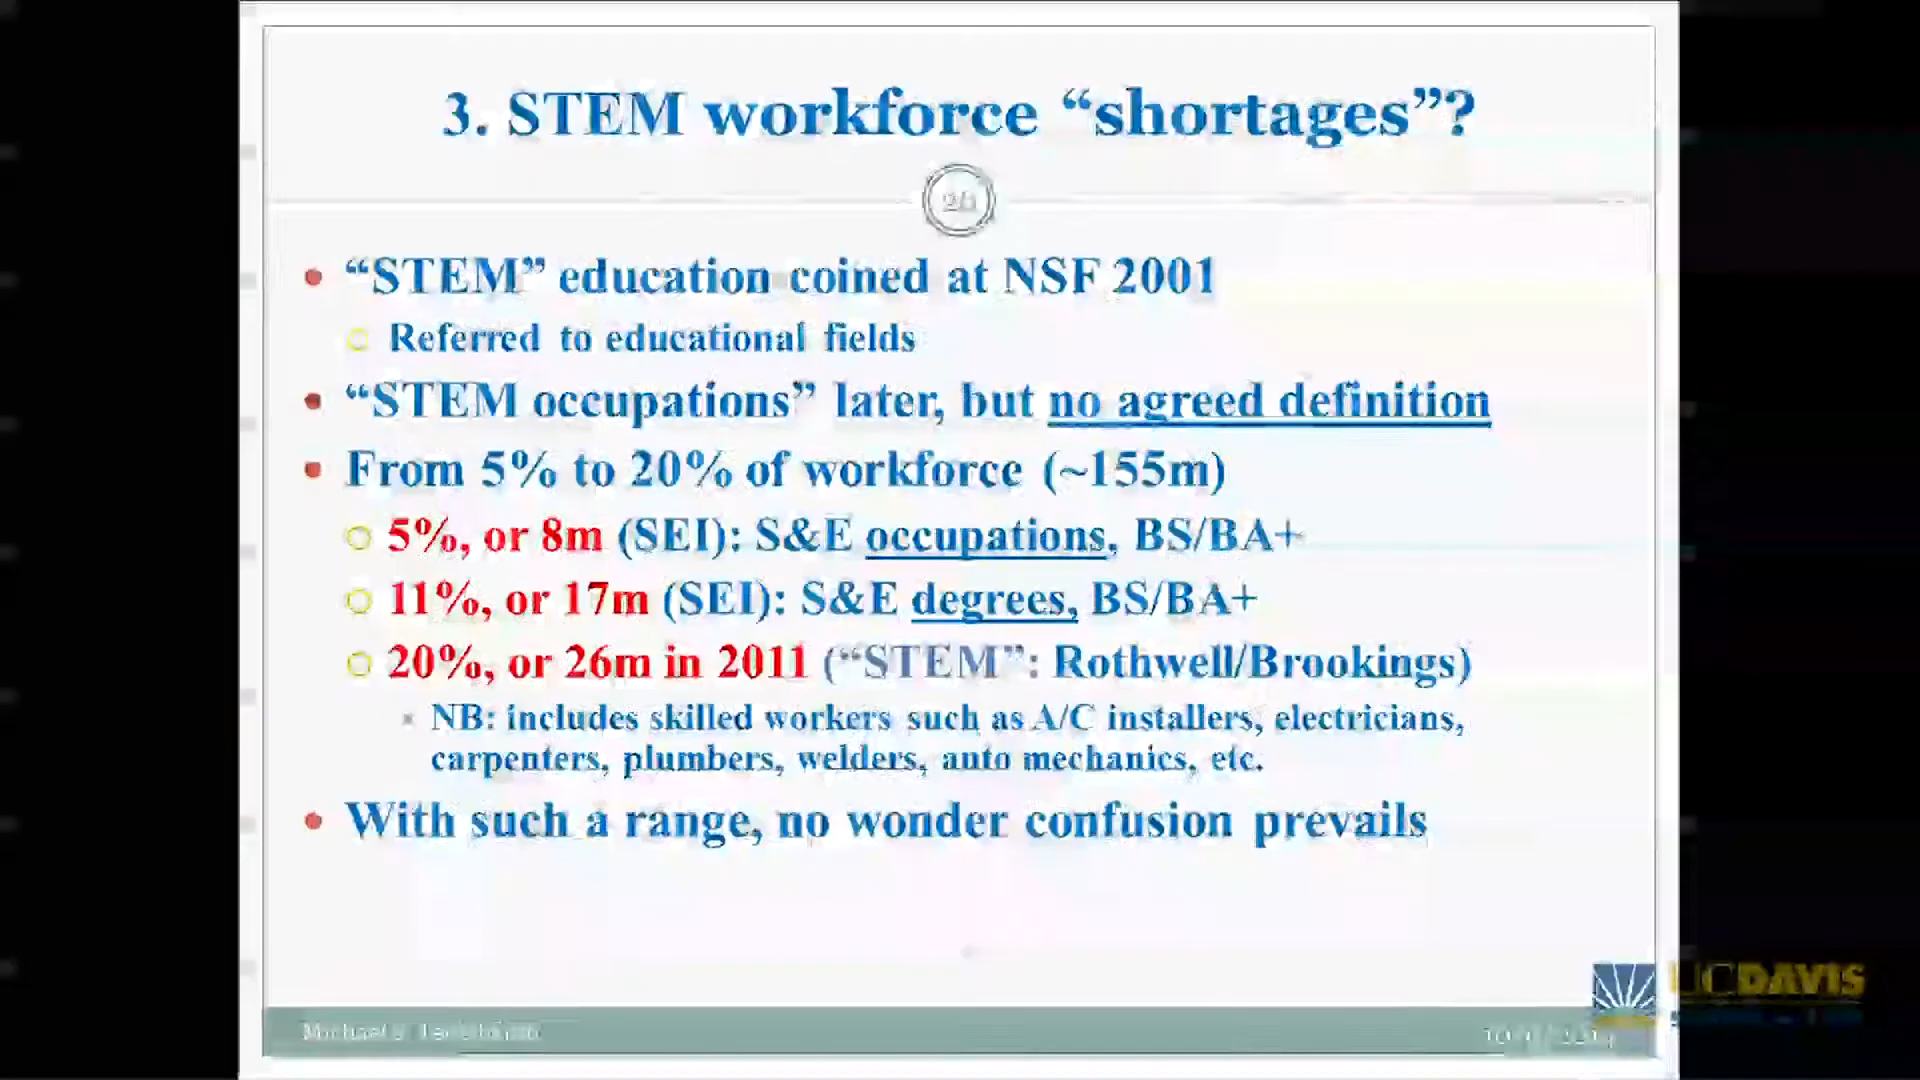 3. STEM workforce “shortages”?
• “STEM” education coined at NSF 2001
Referred to educational fields
• “STEM occupations” later, but no agreed definition
• From 5% to 20% of workforce (~155m)
5%, or 8m (SEI): S&E occupations, BS/BA+
11%, or 17m (SEI): S&E degrees, BS/BA+
20%, or 26m in 2011 (“STEM”: Rothwell/Brookings)
NB: includes skilled workers such as A/C installers, electricians,
carpenters, plumbers, welders, auto mechanics, etc.
• With such a range, no wonder confusion prevails
UCDAVIS